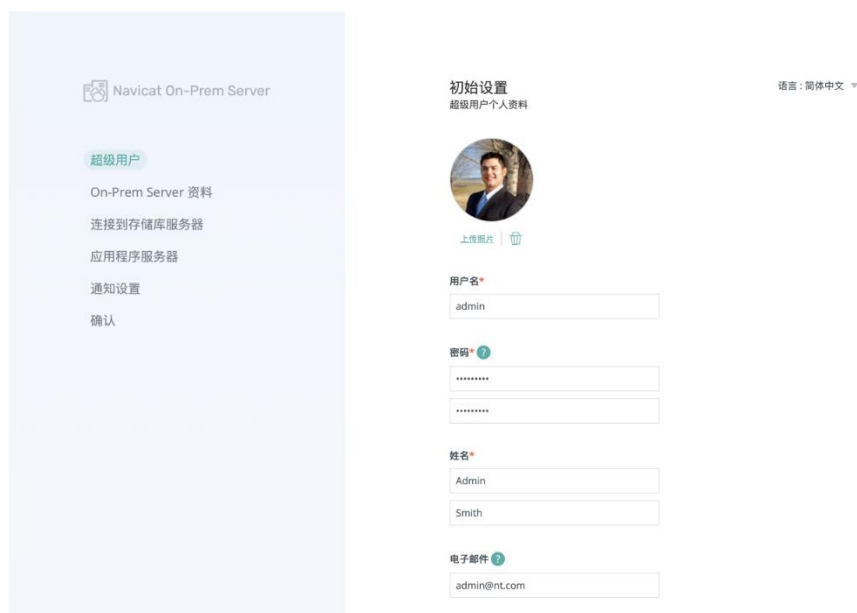 Navicat On-Prem Server
超级用户
On-Prem Server 资料
连接到存储库服务器
应用程序服务器
通知设置
确认
初始设置
超级用户个人资料
语言 : 简体中文
上传照片
用户名*
admin
密码* ?
•••••••••
•••••••••
姓名*
Admin
Smith
电子邮件 ?
admin@nt.com